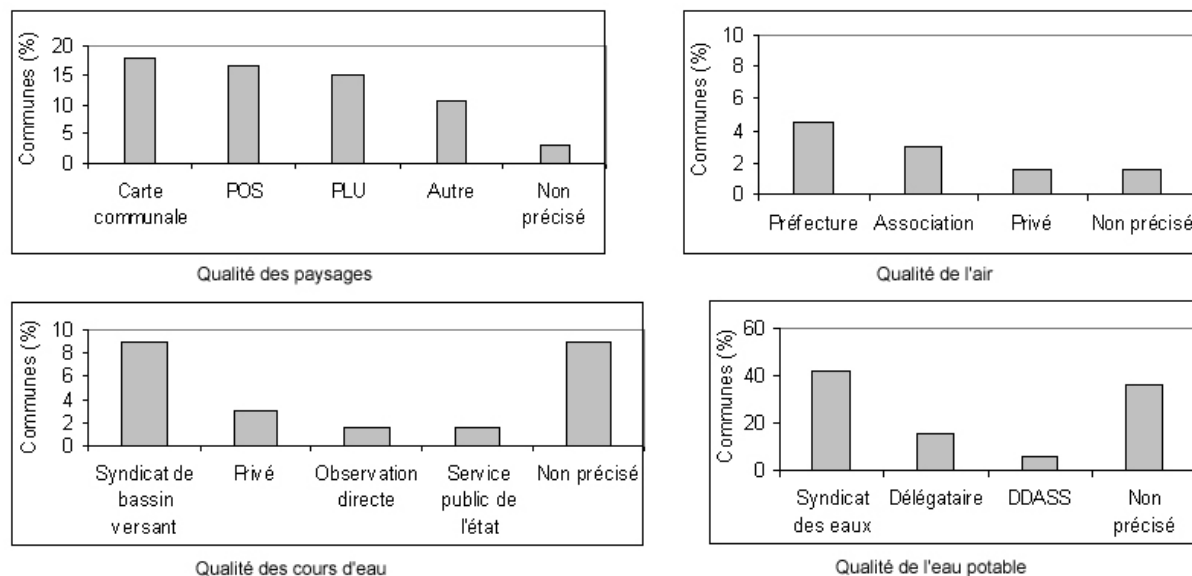 Communes (%)
20
15
10
5
0
Carte communale
POS
PLU
Autre
Non précisé
Qualité des paysages
Communes (%)
10
8
6
4
2
0
Préfecture
Association
Privé
Non précisé
Qualité de l'air
Communes (%)
10
8
6
4
2
0
Syndicat de bassin versant
Privé
Observation directe
Service public de l'état
Non précisé
Qualité des cours d'eau
Communes (%)
60
40
20
0
Syndicat des eaux
Délégataire
DDASS
Non précisé
Qualité de l'eau potable